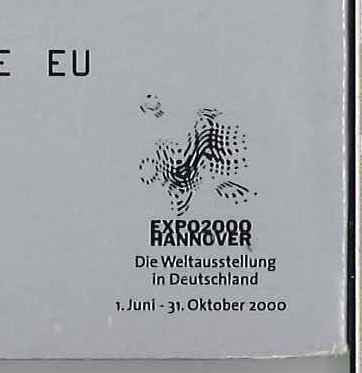 E EU
EXPO2000
HANNOVER
Die Weltausstellung
in Deutschland
1. Juni - 31. Oktober 2000